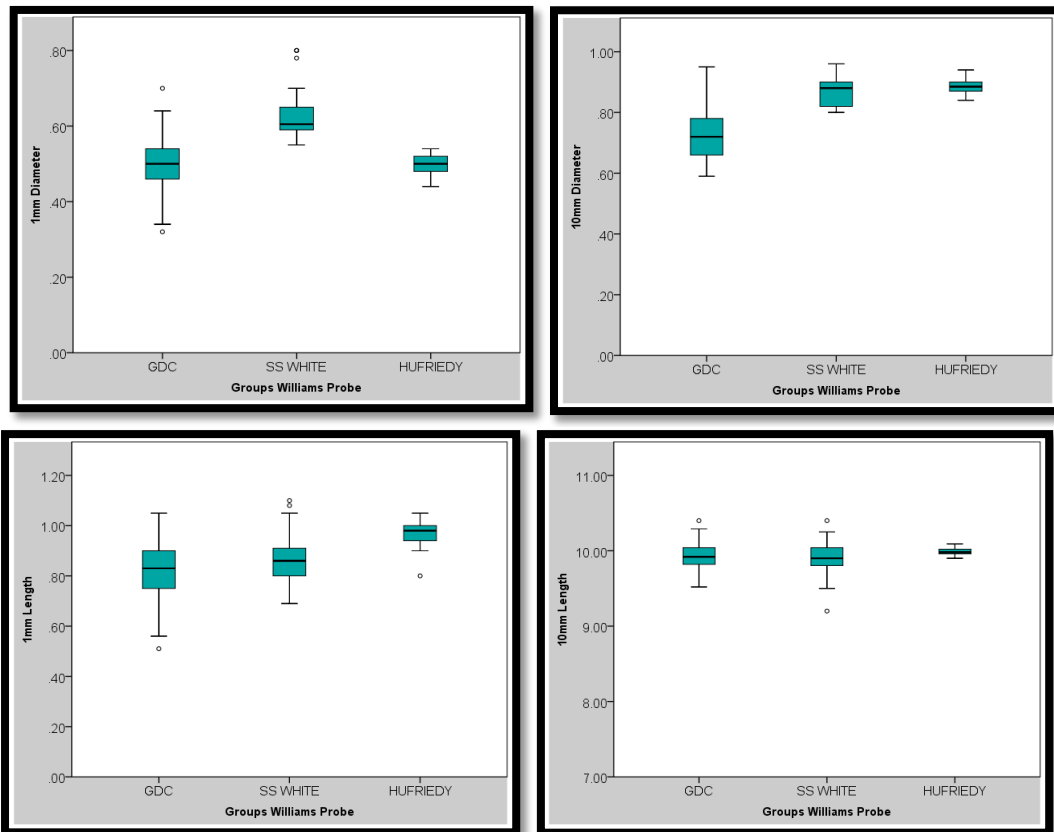 1mm Diameter
.80
.60
.40
.20
.00
GDC SS WHITE HUFRIEDY
Groups Williams Probe
10mm Diameter
1.00
.80
.60
.40
.20
.00
GDC SS WHITE HUFRIEDY
Groups Williams Probe
1mm Length
1.20
1.00
.80
.60
.40
.20
.00
GDC SS WHITE HUFRIEDY
Groups Williams Probe
10mm Length
11.00
10.00
9.00
8.00
7.00
GDC SS WHITE HUFRIEDY
Groups Williams Probe